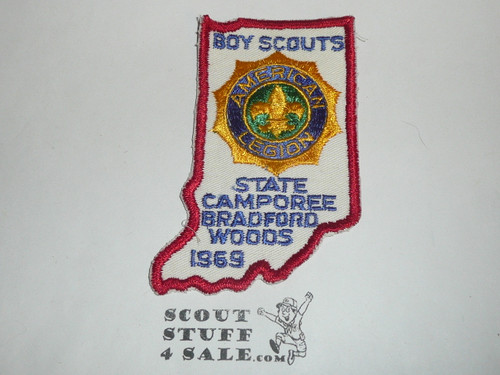 BOY SCOUTS
AMERICAN
LEGION
STATE
CAMPOREE
BRADFORD
WOODS
1969
SCOUT
STUFF
4 SALE.com